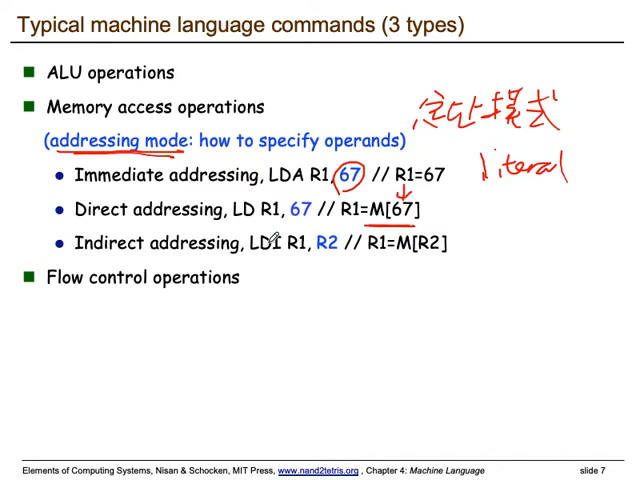 Typical machine language commands (3 types)
ALU operations
Memory access operations
定址模式
(addressing mode: how to specify operands)
Immediate addressing, LDA R1, 67 // R1=67
literal
Direct addressing, LD R1, 67 // R1=M[67]
Indirect addressing, LDI R1, R2 // R1=M[R2]
Flow control operations
Elements of Computing Systems, Nisan & Schocken, MIT Press, www.nand2tetris.org , Chapter 4: Machine Language slide 7